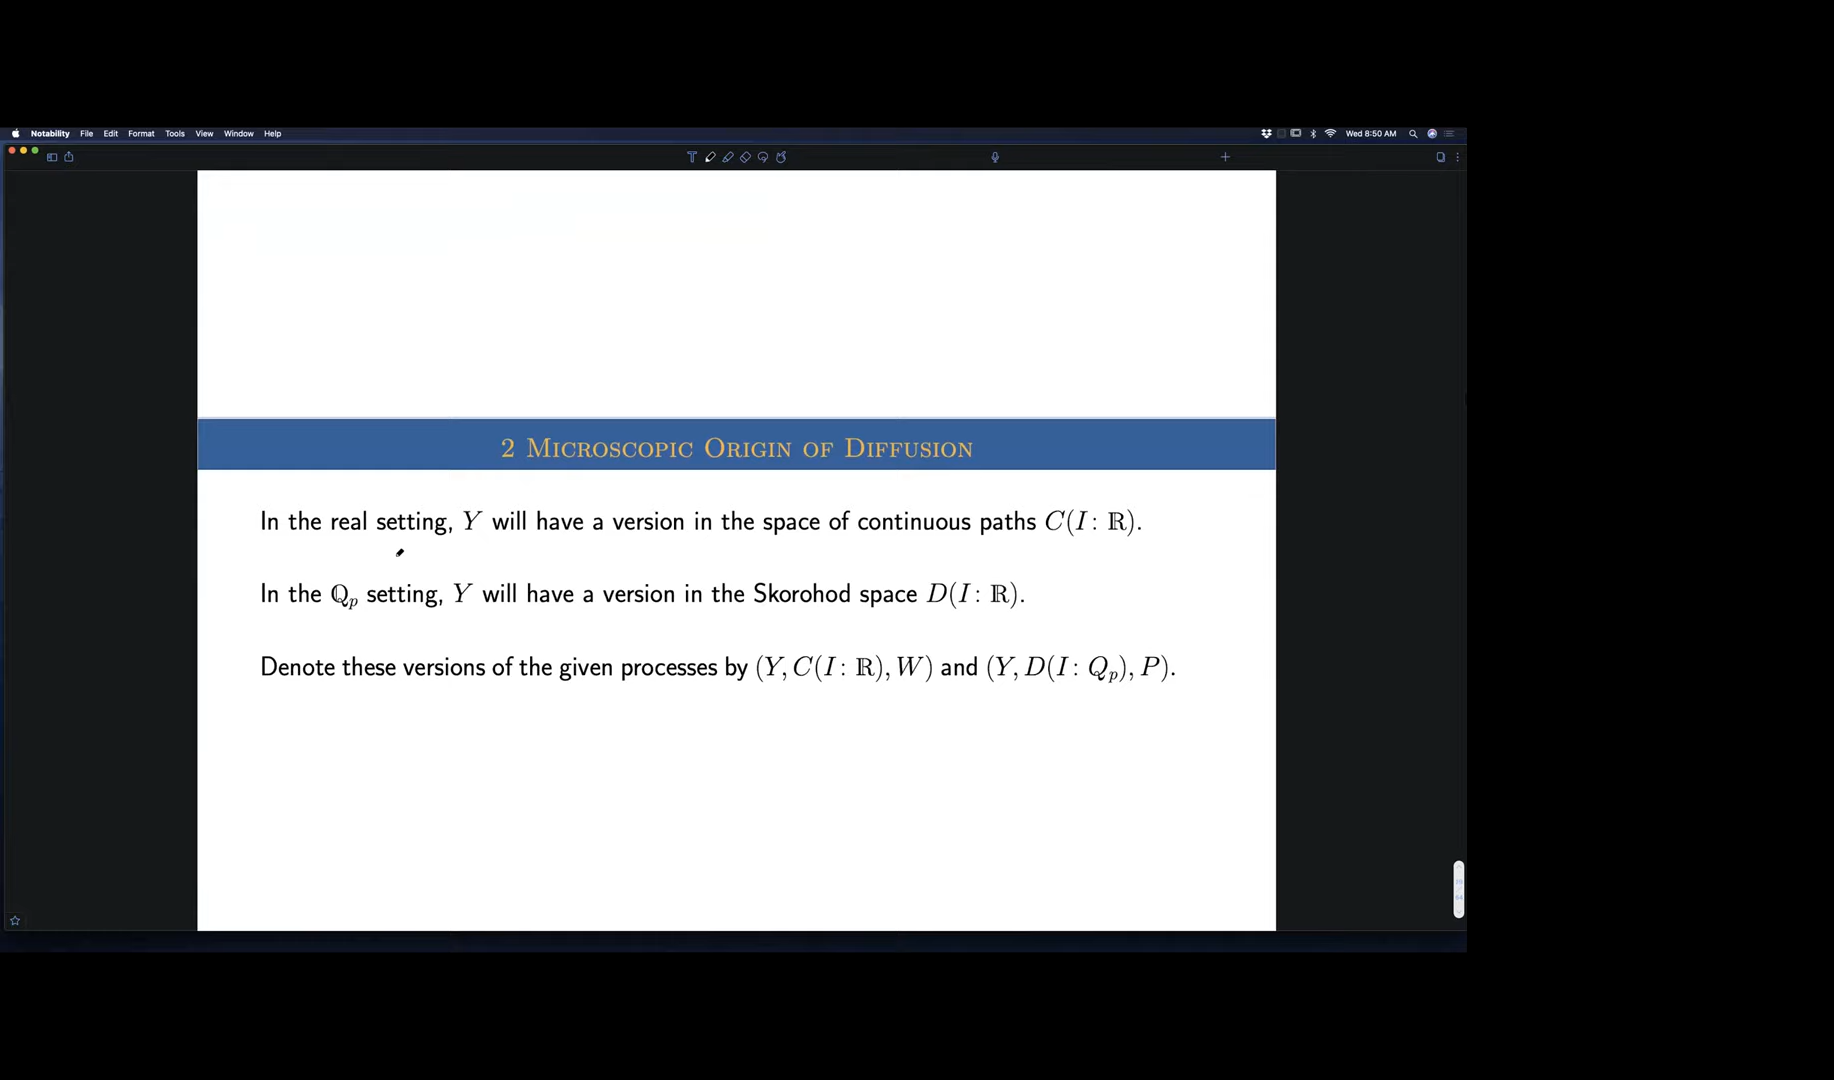 Notability File Edit Format Tools View Window Help Wed 8:50 AM
2 Microscopic Origin of Diffusion
In the real setting, Y will have a version in the space of continuous paths C(I: ℝ).
In the ℚₚ setting, Y will have a version in the Skorohod space D(I: ℝ).
Denote these versions of the given processes by (Y, C(I: ℝ), W) and (Y, D(I: Qₚ), P).